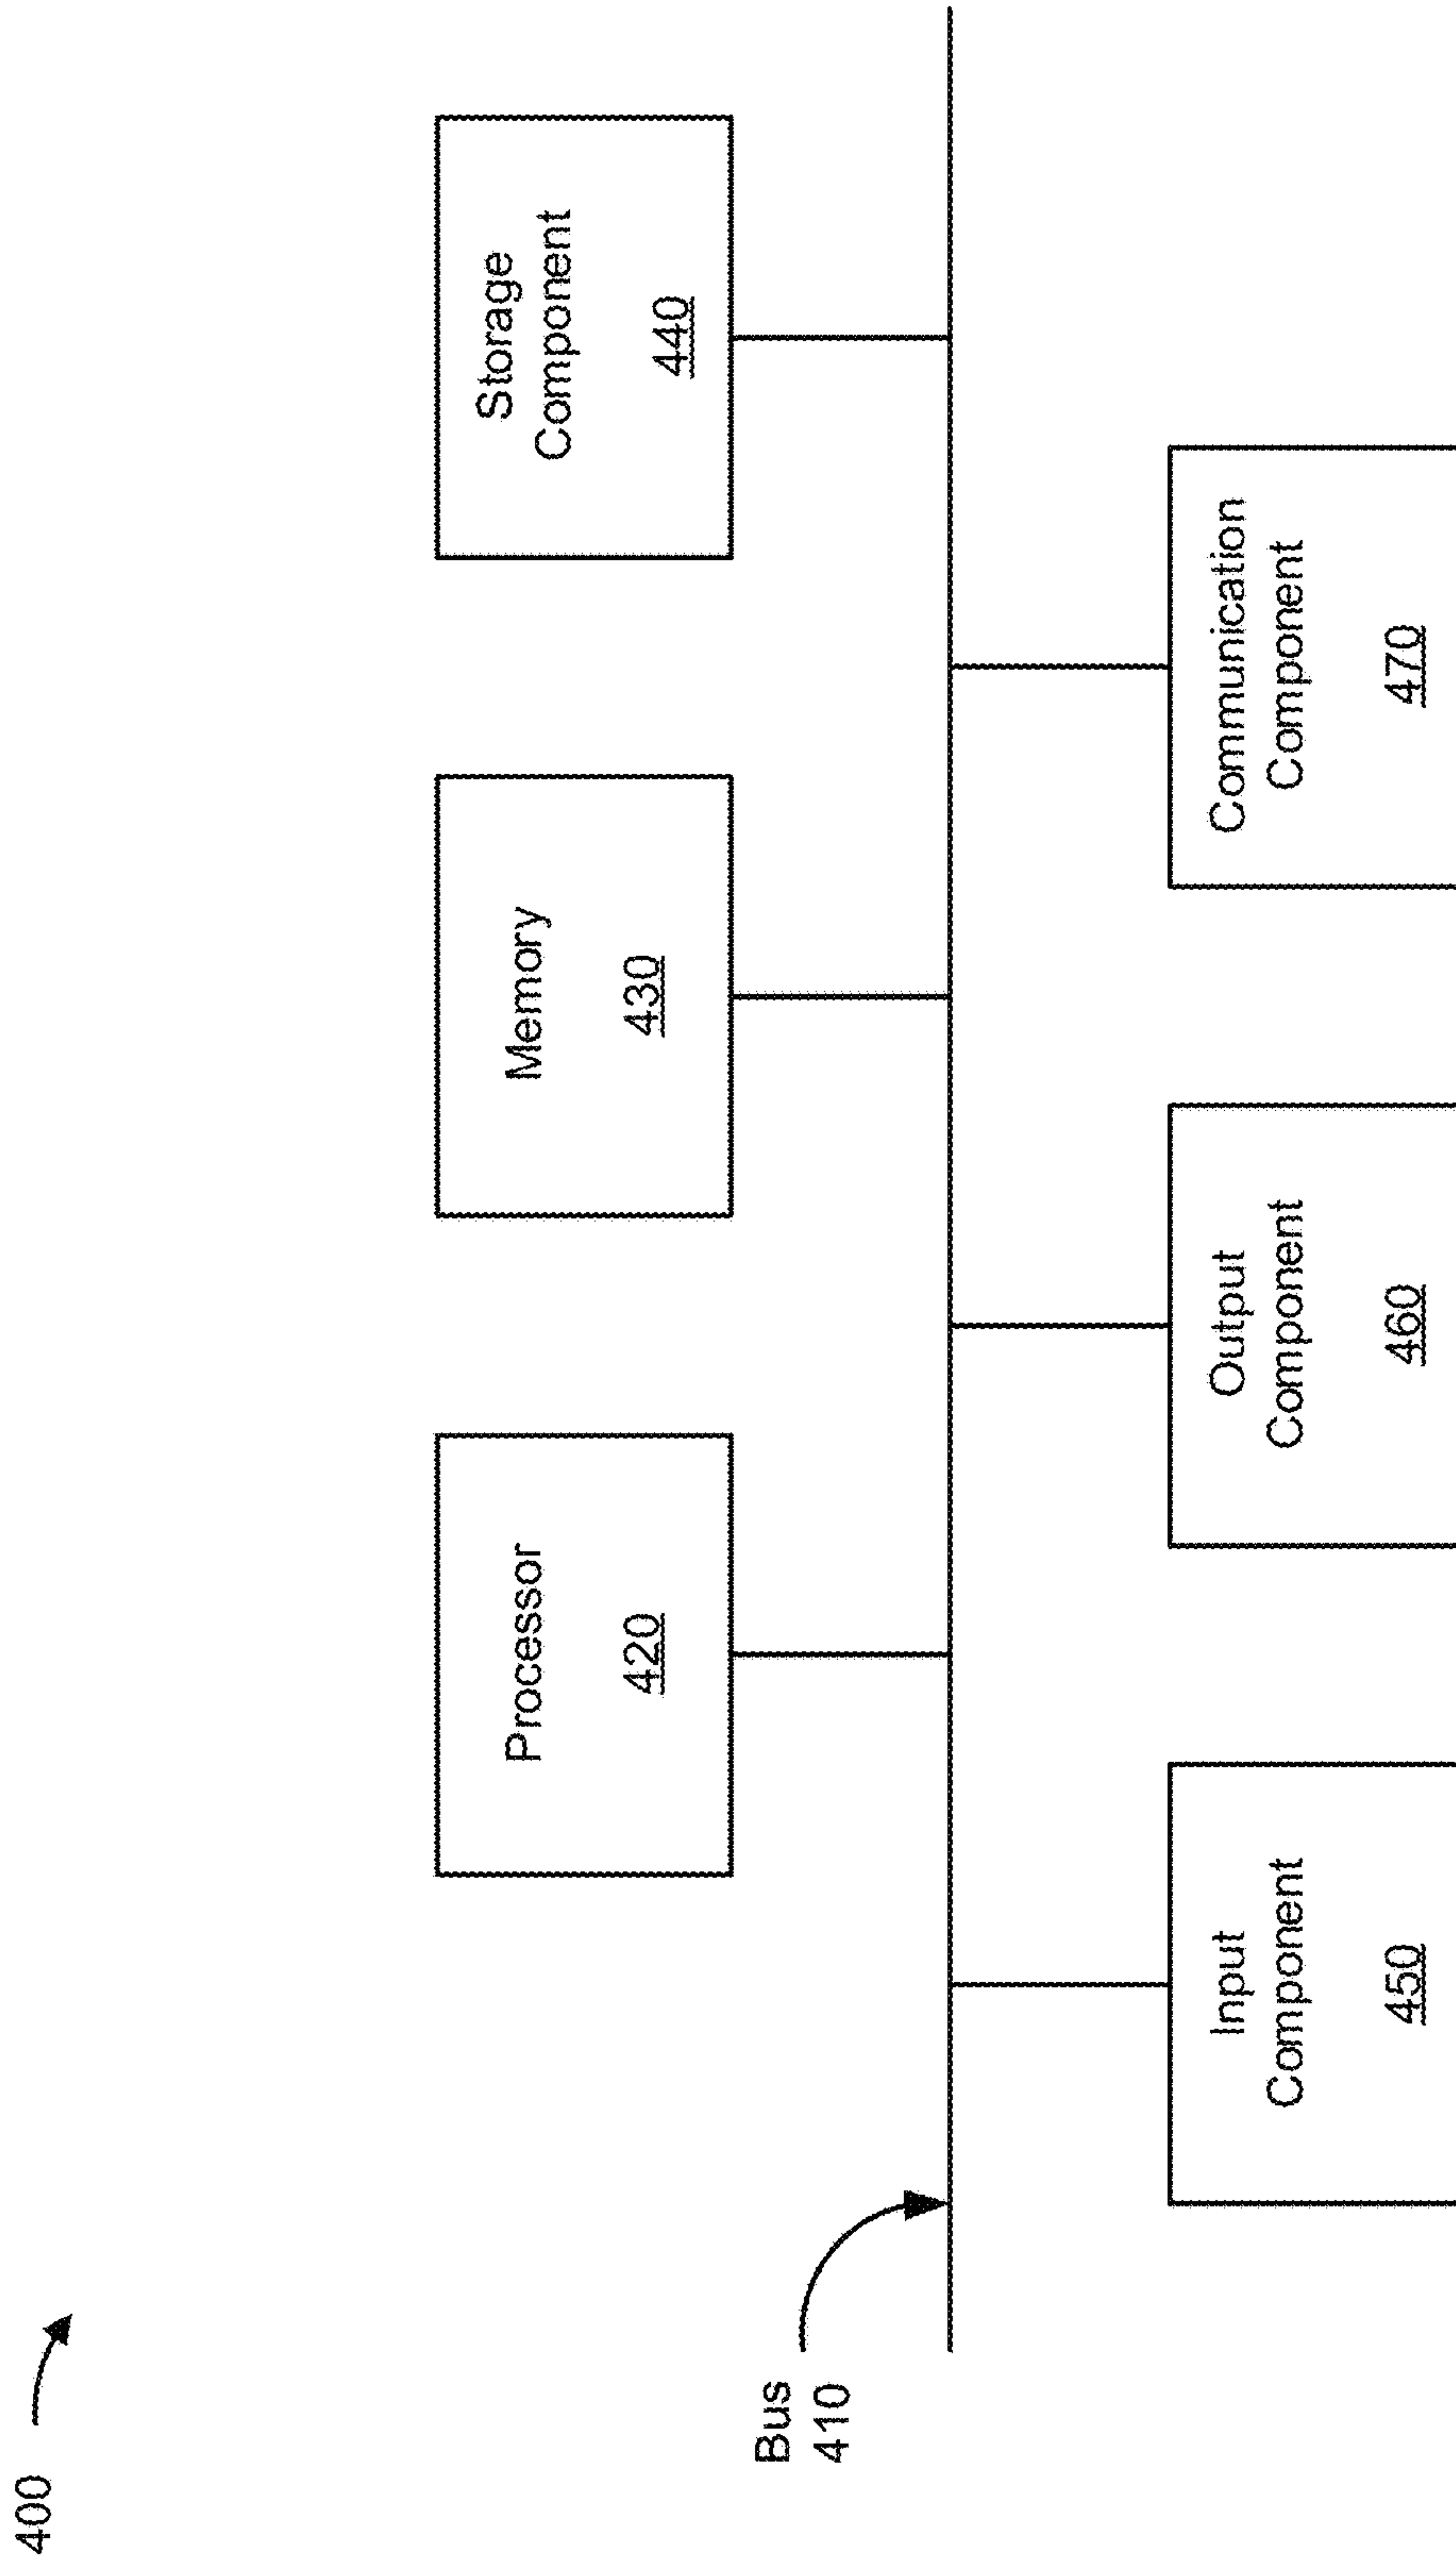 400
Processor
420
Memory
430
Storage
Component
440
Bus
410
Input
Component
450
Output
Component
460
Communication
Component
470